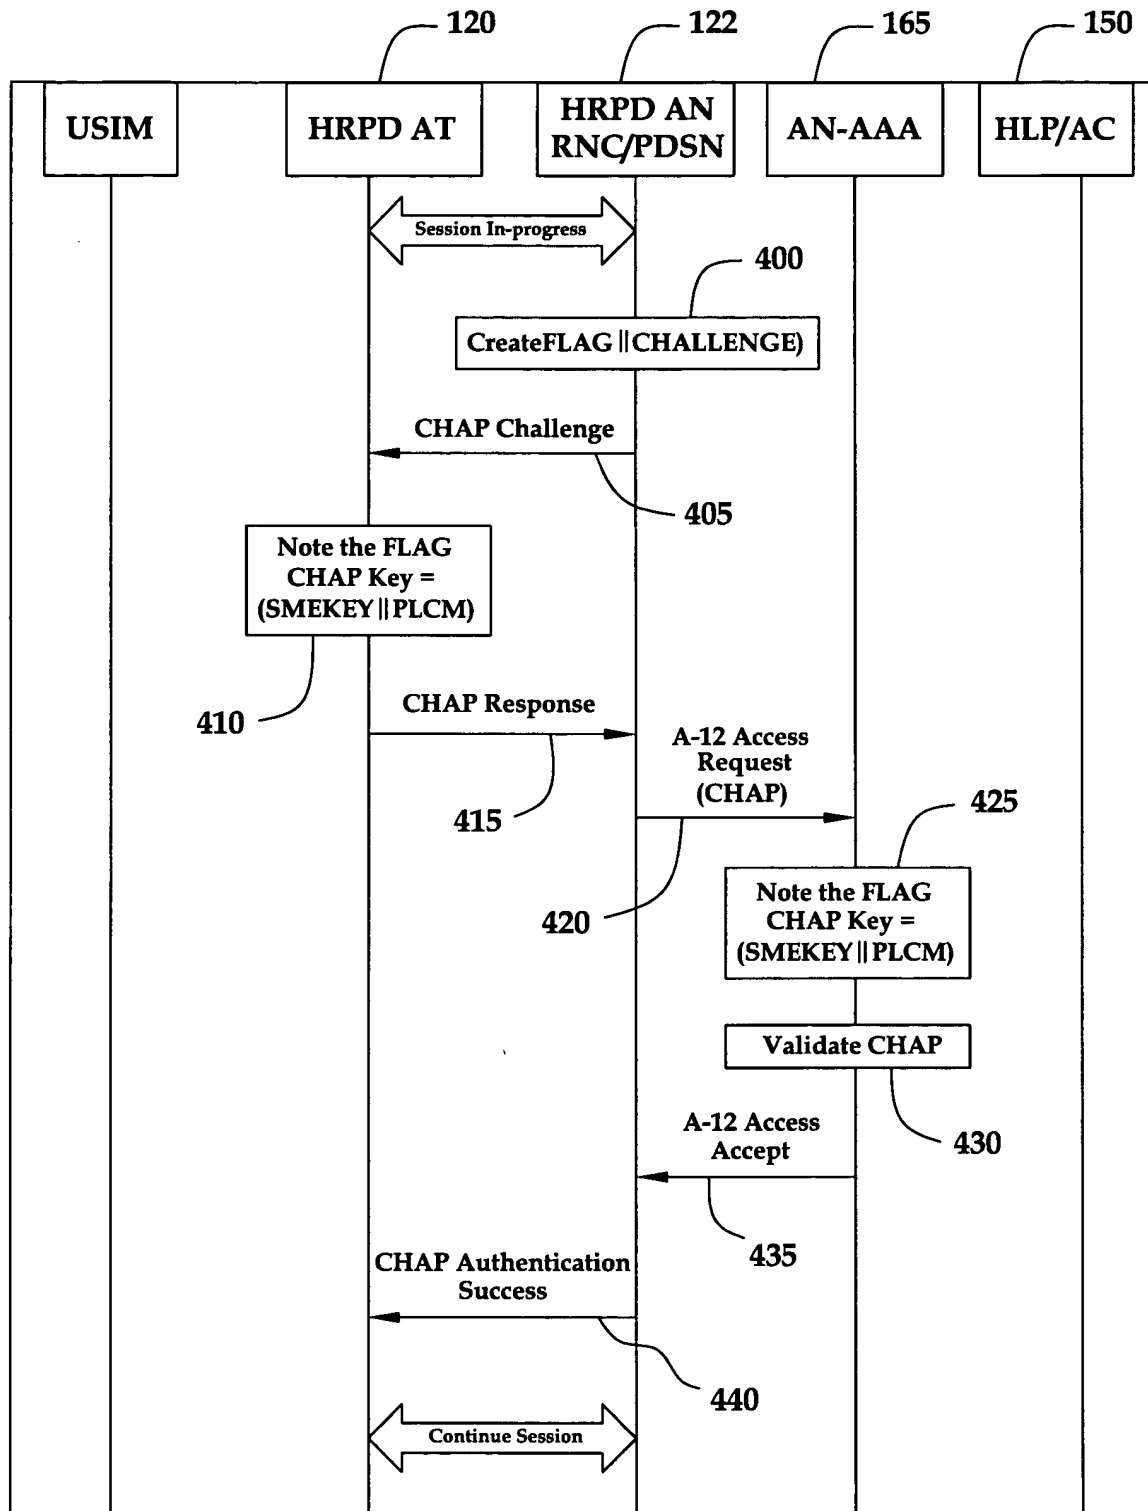 120
122
165
150
USIM
HRPD AT
HRPD AN
RNC/PDSN
AN-AAA
HLP/AC
Session In-progress
400
CreateFLAG||CHALLENGE)
CHAP Challenge
405
Note the FLAG
CHAP Key =
(SMEKEY||PLCM)
410
CHAP Response
415
A-12 Access
Request
(CHAP)
420
425
Note the FLAG
CHAP Key =
(SMEKEY||PLCM)
Validate CHAP
430
A-12 Access
Accept
435
CHAP Authentication
Success
440
Continue Session